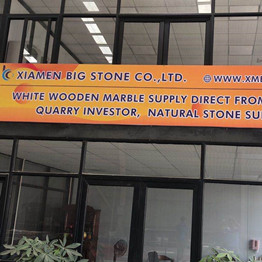 XIAMEN BIG STONE CO.,LTD. @WWW.XM
WHITE WOODEN MARBLE SUPPLY DIRECT FROM
QUARRY INVESTOR, NATURAL STONE SU